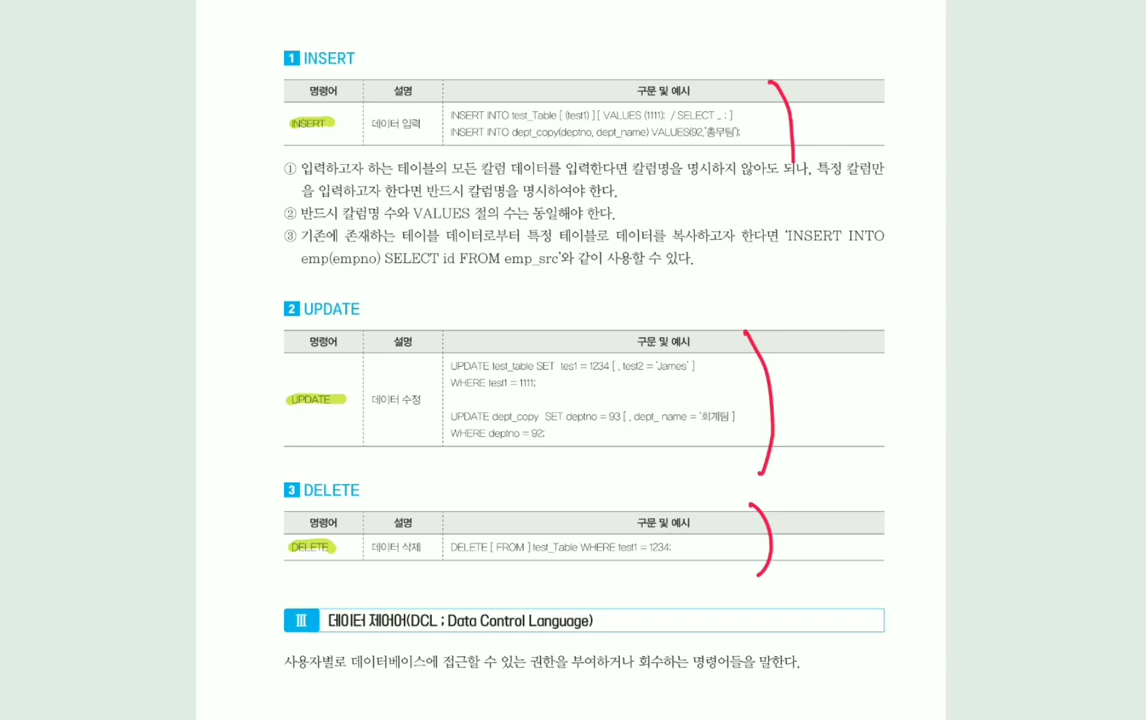 1 INSERT
명령어 설명 구문 및 예시
INSERT 데이터 입력 INSERT INTO test_Table [ (test1) ] [ VALUES (1111); / SELECT _ ; ]
INSERT INTO dept_copy(deptno, dept_name) VALUES(92,'총무팀');
① 입력하고자 하는 테이블의 모든 칼럼 데이터를 입력한다면 칼럼명을 명시하지 않아도 되나, 특정 칼럼만
을 입력하고자 한다면 반드시 칼럼명을 명시하여야 한다.
② 반드시 칼럼명 수와 VALUES 절의 수는 동일해야 한다.
③ 기존에 존재하는 테이블 데이터로부터 특정 테이블로 데이터를 복사하고자 한다면 'INSERT INTO
emp(empno) SELECT id FROM emp_src'와 같이 사용할 수 있다.
2 UPDATE
명령어 설명 구문 및 예시
UPDATE 데이터 수정 UPDATE test_table SET tes1 = 1234 [ , test2 = 'James' ]
WHERE test1 = 1111;
UPDATE dept_copy SET deptno = 93 [ , dept_ name = '회계팀 ]
WHERE deptno = 92;
3 DELETE
명령어 설명 구문 및 예시
DELETE 데이터 삭제 DELETE [ FROM ] test_Table WHERE test1 = 1234;
Ⅲ 데이터 제어어(DCL ; Data Control Language)
사용자별로 데이터베이스에 접근할 수 있는 권한을 부여하거나 회수하는 명령어들을 말한다.